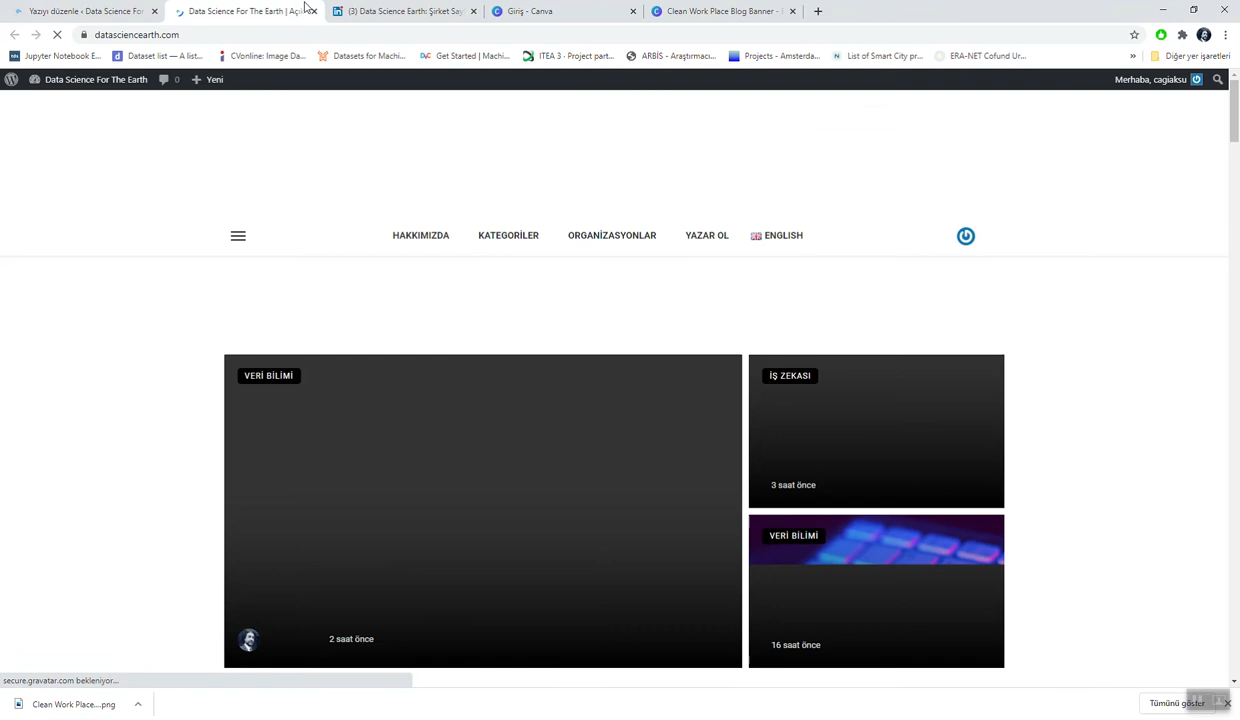 Yazıyı düzenle ‹ Data Science For
Data Science For The Earth | Açı
(3) Data Science Earth: Şirket Say
Giriş - Canva
Clean Work Place Blog Banner -
datasciencearth.com
Jupyter Notebook E...
Dataset list — A list...
CVonline: Image Da...
Datasets for Machi...
Get Started | Machi...
ITEA 3 - Project part...
ARBİS - Araştırmacı...
Projects - Amsterda...
List of Smart City pr...
ERA-NET Cofund Ur...
»
Diğer yer işaretleri
Data Science For The Earth
0
Yeni
Merhaba, cagiaksu
HAKKIMIZDA
KATEGORİLER
ORGANİZASYONLAR
YAZAR OL
ENGLISH
VERİ BİLİMİ
2 saat önce
İŞ ZEKASI
3 saat önce
VERİ BİLİMİ
16 saat önce
secure.gravatar.com bekleniyor...
Clean Work Place....png
Tümünü göster